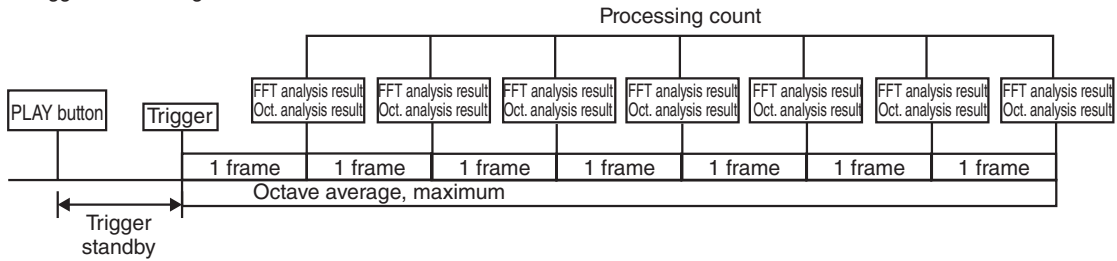 Processing count
PLAY button
Trigger
FFT analysis result
Oct. analysis result
FFT analysis result
Oct. analysis result
FFT analysis result
Oct. analysis result
FFT analysis result
Oct. analysis result
FFT analysis result
Oct. analysis result
FFT analysis result
Oct. analysis result
FFT analysis result
Oct. analysis result
1 frame
1 frame
1 frame
1 frame
1 frame
1 frame
1 frame
Octave average, maximum
Trigger
standby